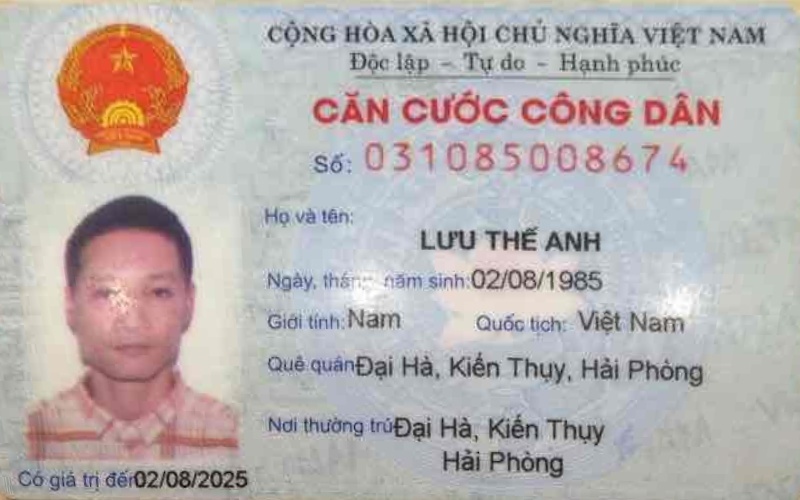 CỘNG HÒA XÃ HỘI CHỦ NGHĨA VIỆT NAM
Độc lập - Tự do - Hạnh phúc
CĂN CƯỚC CÔNG DÂN
Số: 031085008674
Họ và tên:
LƯU THẾ ANH
Ngày, tháng, năm sinh: 02/08/1985
Giới tính: Nam Quốc tịch: Việt Nam
Quê quán Đại Hà, Kiến Thụy, Hải Phòng
Nơi thường trú Đại Hà, Kiến Thụy
Hải Phòng
Có giá trị đến 02/08/2025